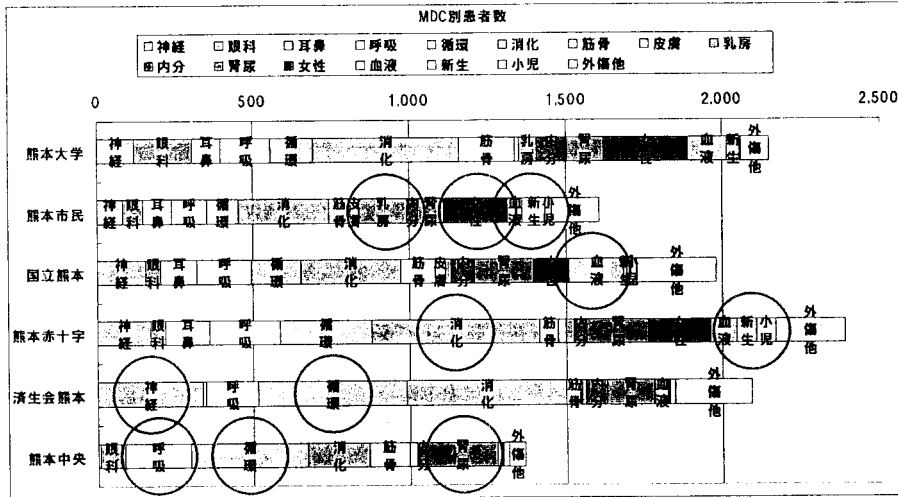 MDC別患者数
□神経 □眼科 □耳鼻 □呼吸 □循環 □消化 □筋骨 □皮膚 □乳房
□内分 □腎尿 ■女性 □血液 □新生 □小児 □外傷他
0 500 1,000 1,500 2,000 2,500
熊本大学 神経 眼科 耳鼻 呼吸 循環 消化 筋骨 乳房 内分 腎尿 女性 血液 新生 外傷他
熊本市民 神経 眼科 耳鼻 呼吸 循環 消化 筋骨 皮膚 乳房 内分 腎尿 女性 血液 新生 小児 外傷他
国立熊本 神経 眼科 耳鼻 呼吸 循環 消化 筋骨 皮膚 内分 腎尿 女性 血液 小児 外傷他
熊本赤十字 神経 眼科 耳鼻 呼吸 循環 消化 筋骨 内分 腎尿 女性 血液 新生 小児 外傷他
済生会熊本 神経 呼吸 循環 消化 筋骨 内分 腎尿 血液 外傷他
熊本中央 眼科 呼吸 循環 消化 筋骨 内分 腎尿 外傷他